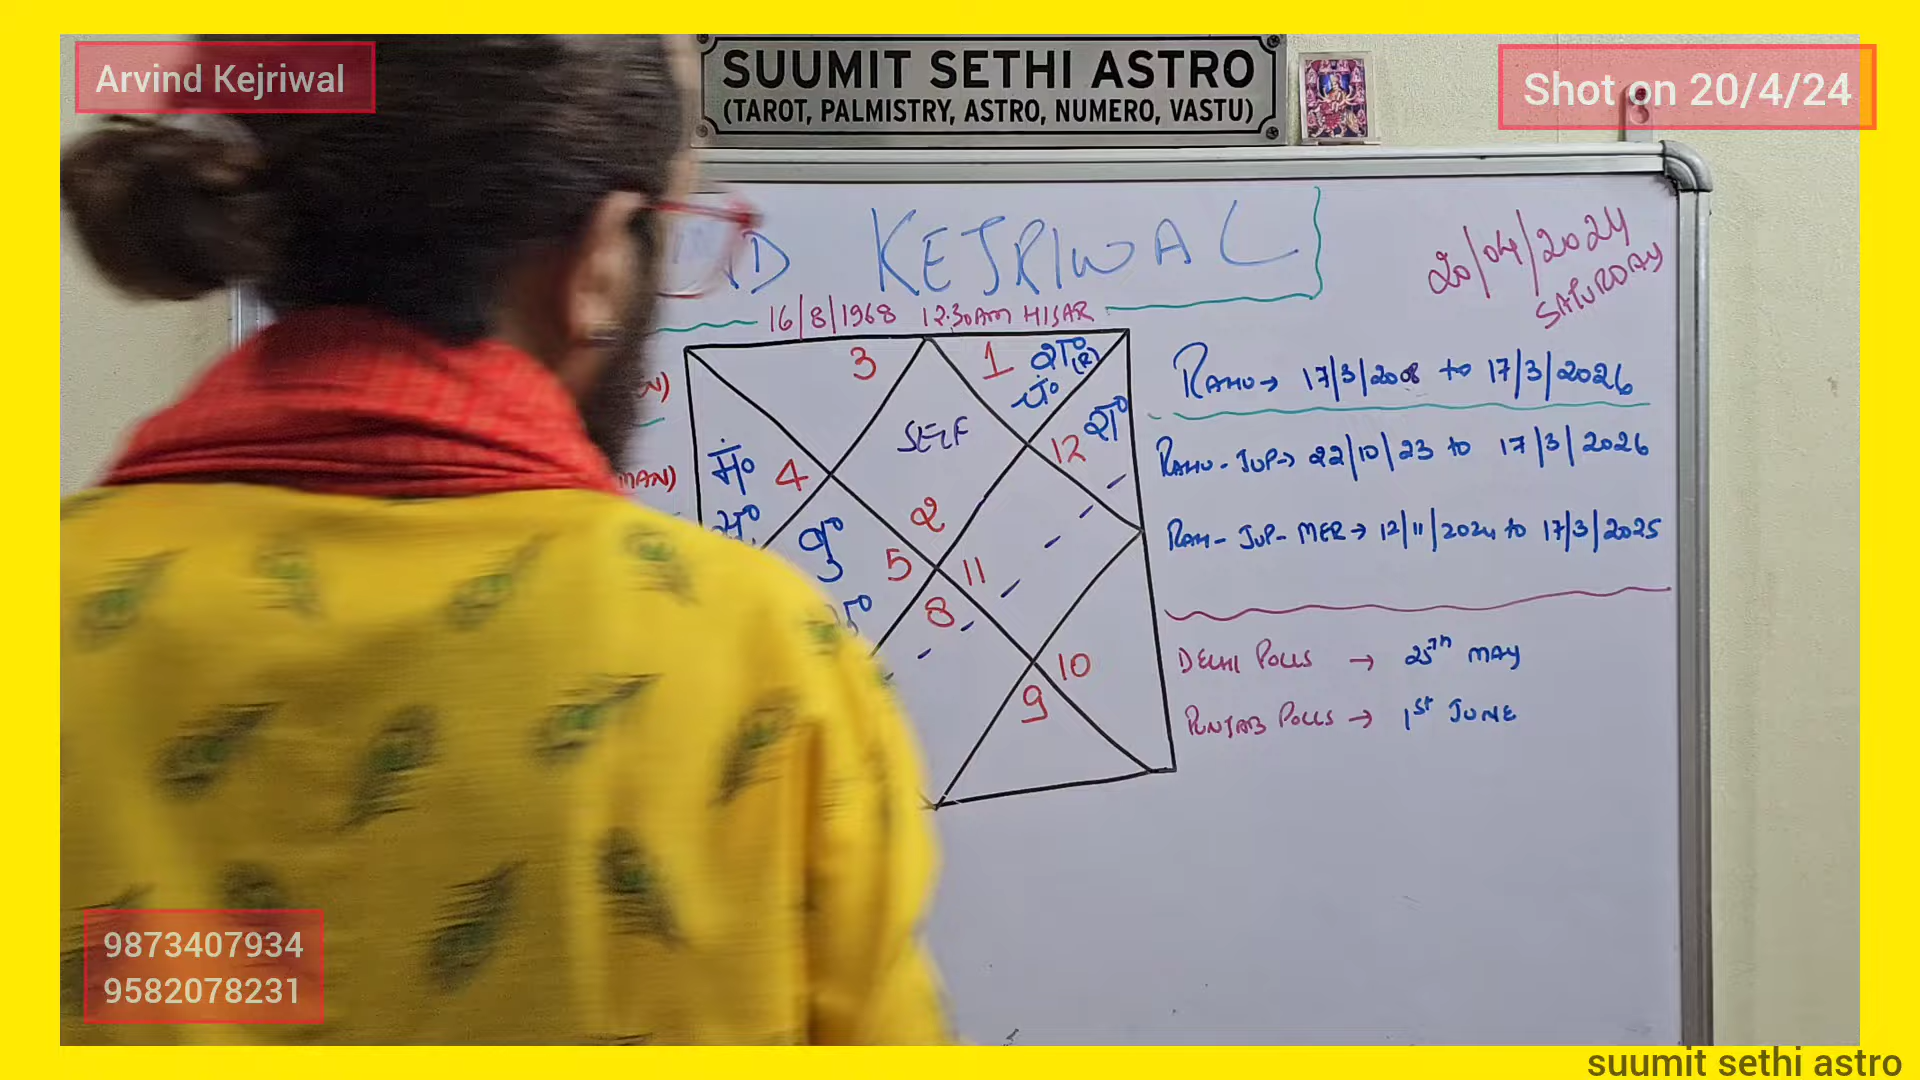 Arvind Kejriwal
SUUMIT SETHI ASTRO
(TAROT, PALMISTRY, ASTRO, NUMERO, VASTU)
Shot on 20/4/24
KEJRIWAL
20/04/2024
SATURDAY
16/8/1968 12:30AM HISAR
3
1 शु॰(R)
चं॰
SELF
12 श॰
मं॰ 4
2
बु॰ 5
11
8
10
9
RAHU → 17/3/2008 to 17/3/2026
RAHU - JUP → 22/10/23 to 17/3/2026
RAH - JUP - MER → 12/11/2024 to 17/3/2025
DELHI POLLS → 25TH MAY
PUNJAB POLLS → 1ST JUNE
9873407934
9582078231
suumit sethi astro